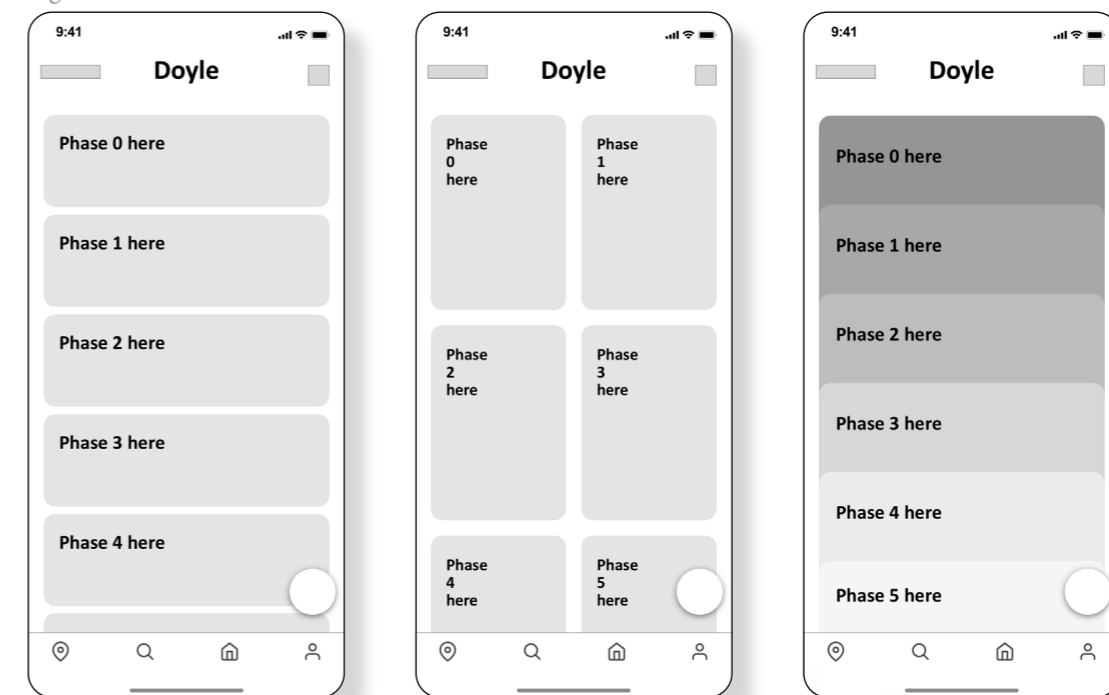 9:41
Doyle
Phase 0 here
Phase 1 here
Phase 2 here
Phase 3 here
Phase 4 here
9:41
Doyle
Phase
0
here
Phase
1
here
Phase
2
here
Phase
3
here
Phase
4
here
Phase
5
here
9:41
Doyle
Phase 0 here
Phase 1 here
Phase 2 here
Phase 3 here
Phase 4 here
Phase 5 here